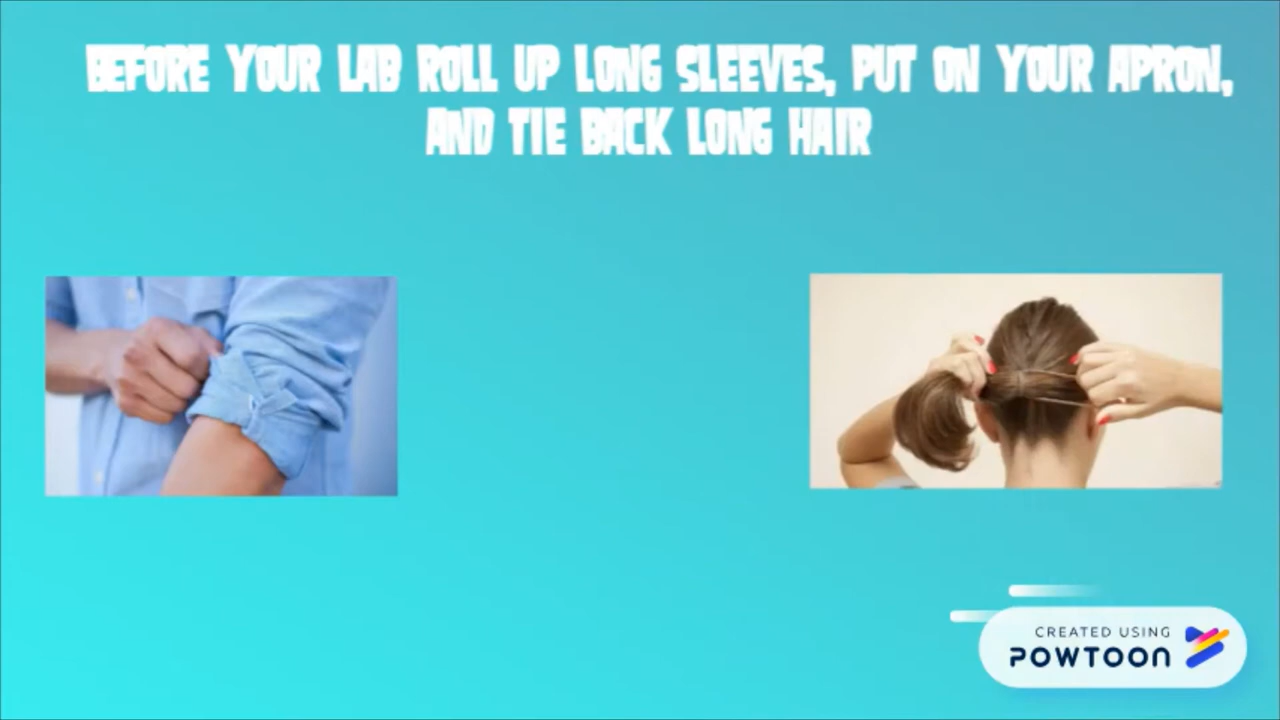 BEFORE YOUR LAB ROLL UP LONG SLEEVES, PUT ON YOUR APRON,
AND TIE BACK LONG HAIR
CREATED USING
POWTOON